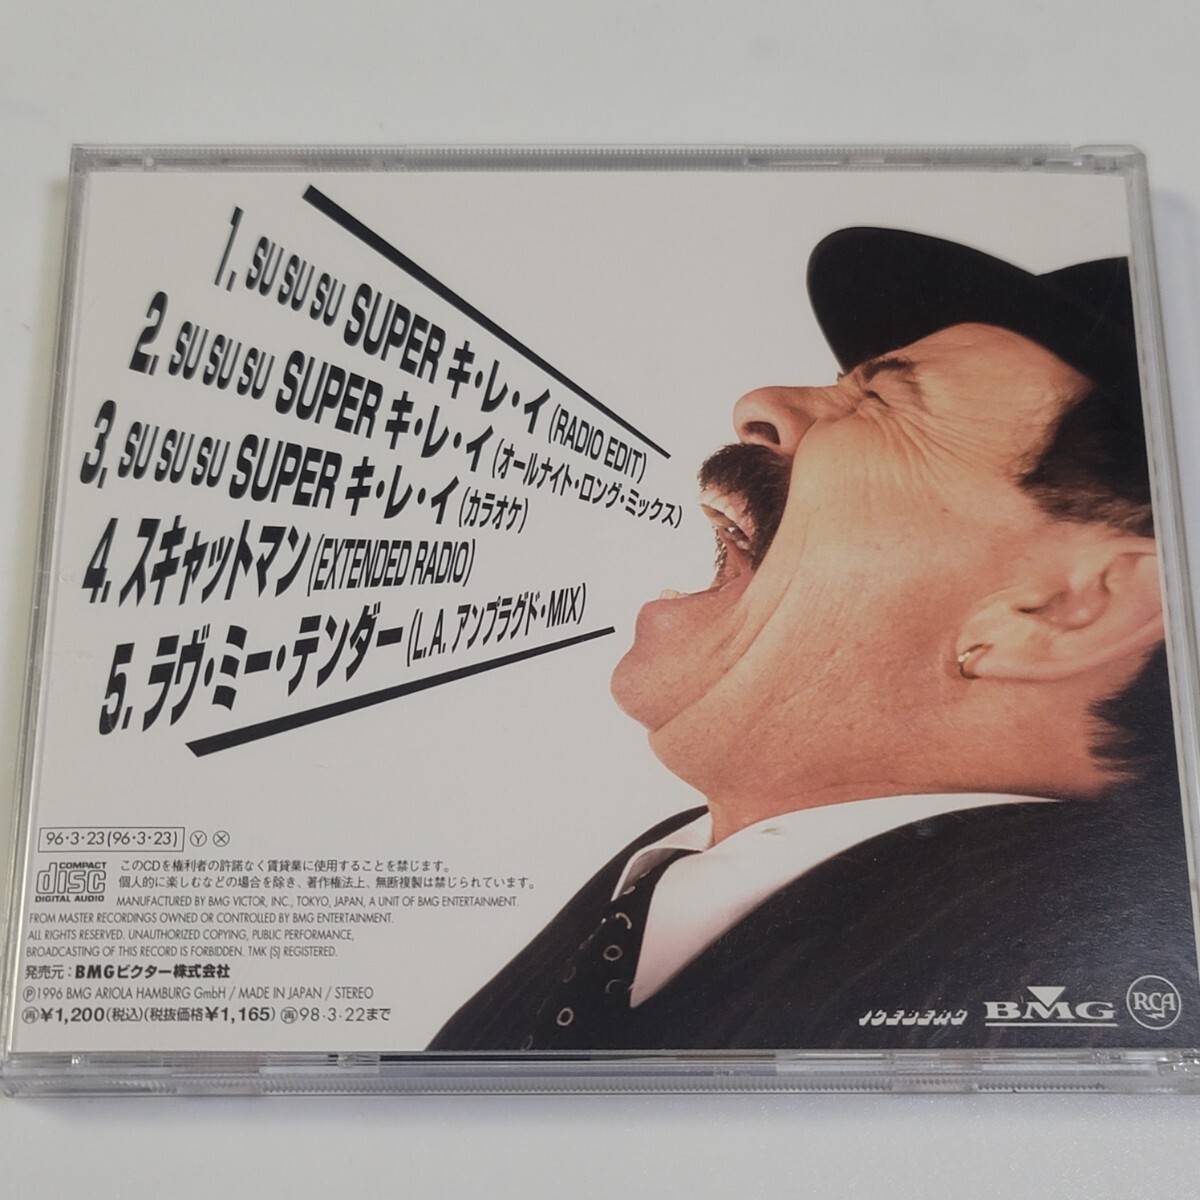 1. SU SU SU SUPER キ・レ・イ (RADIO EDIT)
2. SU SU SU SUPER キ・レ・イ (オールナイト・ロング・ミックス)
3. SU SU SU SUPER キ・レ・イ (カラオケ)
4. スキャットマン (EXTENDED RADIO)
5. ラヴ・ミー・テンダー (L.A. アンプラグド・MIX)
96・3・23(96・3・23) Ⓨ Ⓧ
COMPACT disc DIGITAL AUDIO
このCDを権利者の許諾なく賃貸業に使用することを禁じます。
個人的に楽しむなどの場合を除き、著作権法上、無断複製は禁じられています。
MANUFACTURED BY BMG VICTOR, INC., TOKYO, JAPAN, A UNIT OF BMG ENTERTAINMENT.
FROM MASTER RECORDINGS OWNED OR CONTROLLED BY BMG ENTERTAINMENT.
ALL RIGHTS RESERVED. UNAUTHORIZED COPYING, PUBLIC PERFORMANCE,
BROADCASTING OF THIS RECORD IS FORBIDDEN. TMK (S) REGISTERED.
発売元：BMGビクター株式会社
Ⓟ1996 BMG ARIOLA HAMBURG GmbH / MADE IN JAPAN / STEREO
再¥1,200(税込)(税抜価格¥1,165) 再98・3・22まで
ICEBERG BMG RCA